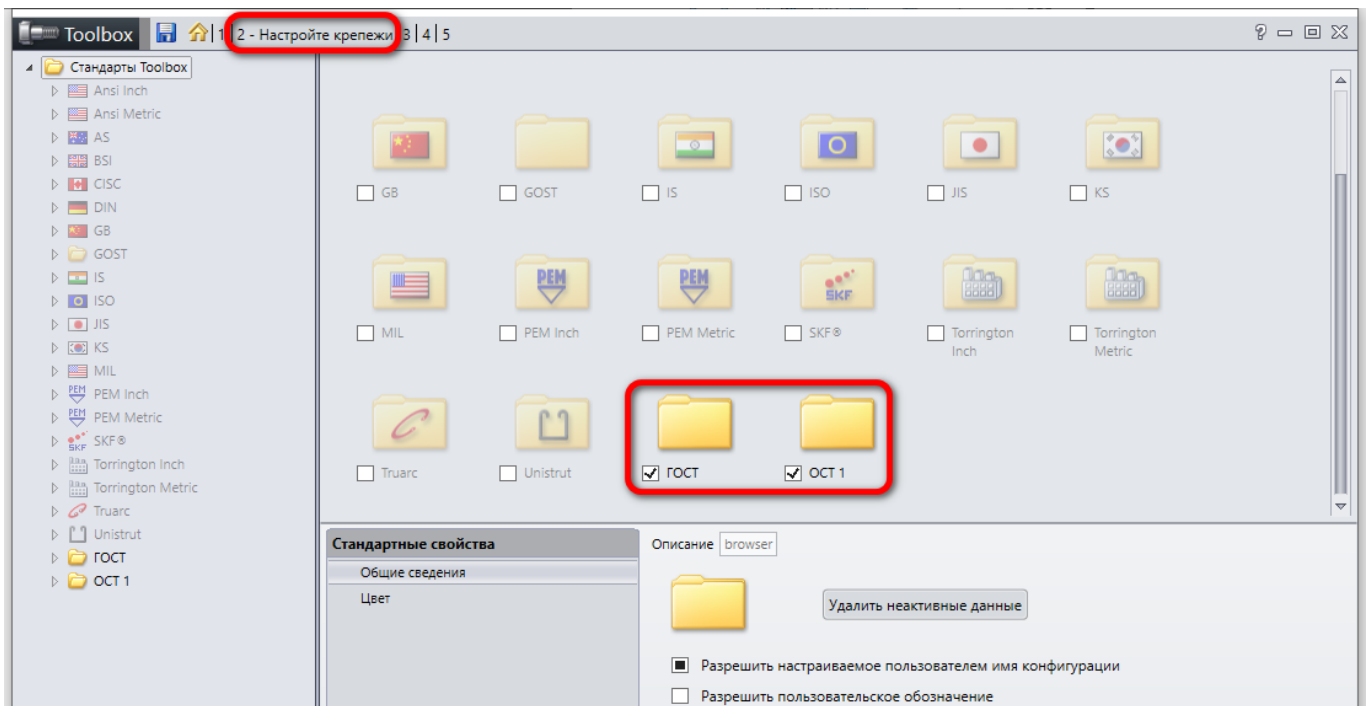 Toolbox 1 2 - Настройте крепежи 3 4 5
Стандарты Toolbox
Ansi Inch
Ansi Metric
AS
BSI
CISC
DIN
GB
GOST
IS
ISO
JIS
KS
MIL
PEM Inch
PEM Metric
SKF®
Torrington Inch
Torrington Metric
Truarc
Unistrut
ГОСТ
ОСТ 1
GB GOST IS ISO JIS KS
PEM PEM SKF
MIL PEM Inch PEM Metric SKF® Torrington Inch Torrington Metric
Truarc Unistrut ГОСТ ОСТ 1
Стандартные свойства
Общие сведения
Цвет
Описание browser
Удалить неактивные данные
Разрешить настраиваемое пользователем имя конфигурации
Разрешить пользовательское обозначение